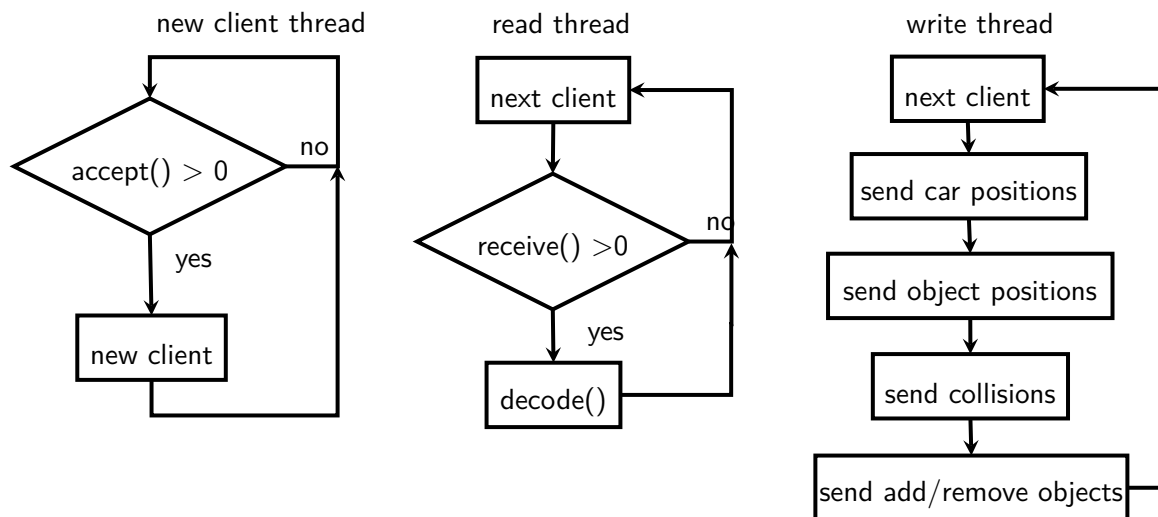 new client thread
accept() > 0
no
yes
new client
read thread
next client
receive() >0
no
yes
decode()
write thread
next client
send car positions
send object positions
send collisions
send add/remove objects